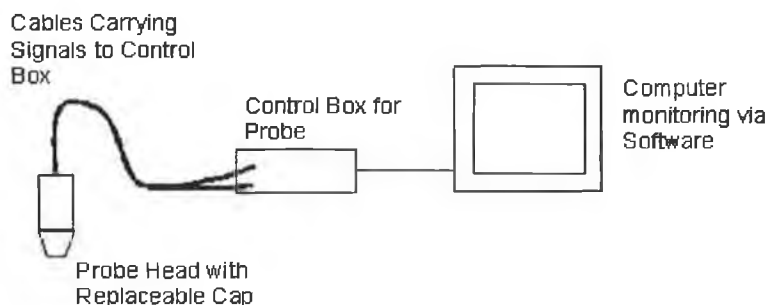 Cables Carrying
Signals to Control
Box
Control Box for
Probe
Computer
monitoring via
Software
Probe Head with
Replaceable Cap